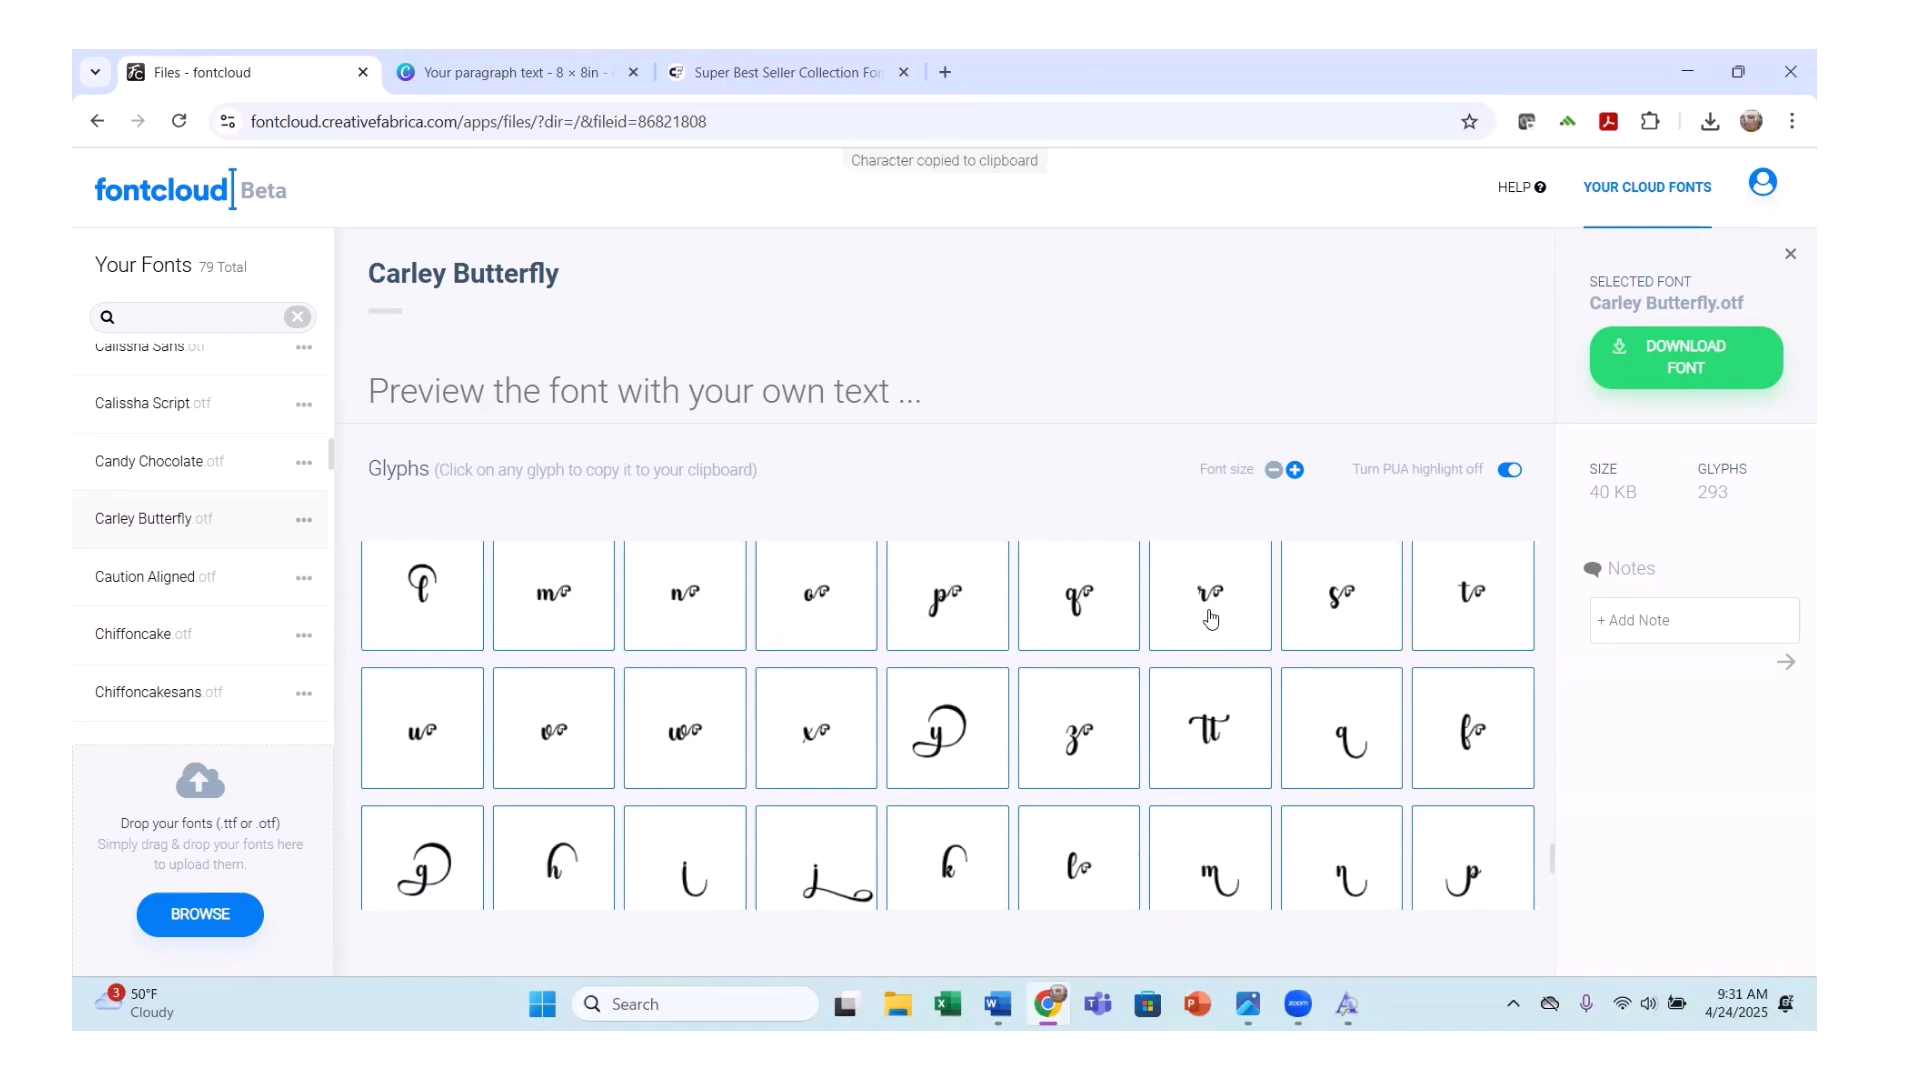 Files - fontcloud
Your paragraph text - 8 × 8in -
Super Best Seller Collection Fon
fontcloud.creativefabrica.com/apps/files/?dir=/&fileid=86821808
Character copied to clipboard
fontcloud Beta
HELP
YOUR CLOUD FONTS
Your Fonts 79 Total
Calissha Sans.otf
Calissha Script.otf
Candy Chocolate.otf
Carley Butterfly.otf
Caution Aligned.otf
Chiffoncake.otf
Chiffoncakesans.otf
Drop your fonts (.ttf or .otf)
Simply drag & drop your fonts here
to upload them.
BROWSE
Carley Butterfly
Preview the font with your own text ...
Glyphs (Click on any glyph to copy it to your clipboard)
Font size
Turn PUA highlight off
l m n o p q r s t
u v w x y z tt q f
g h i j k l m n p
SELECTED FONT
Carley Butterfly.otf
DOWNLOAD
FONT
SIZE GLYPHS
40 KB 293
Notes
+ Add Note
3
50°F
Cloudy
Search
zoom
9:31 AM
4/24/2025